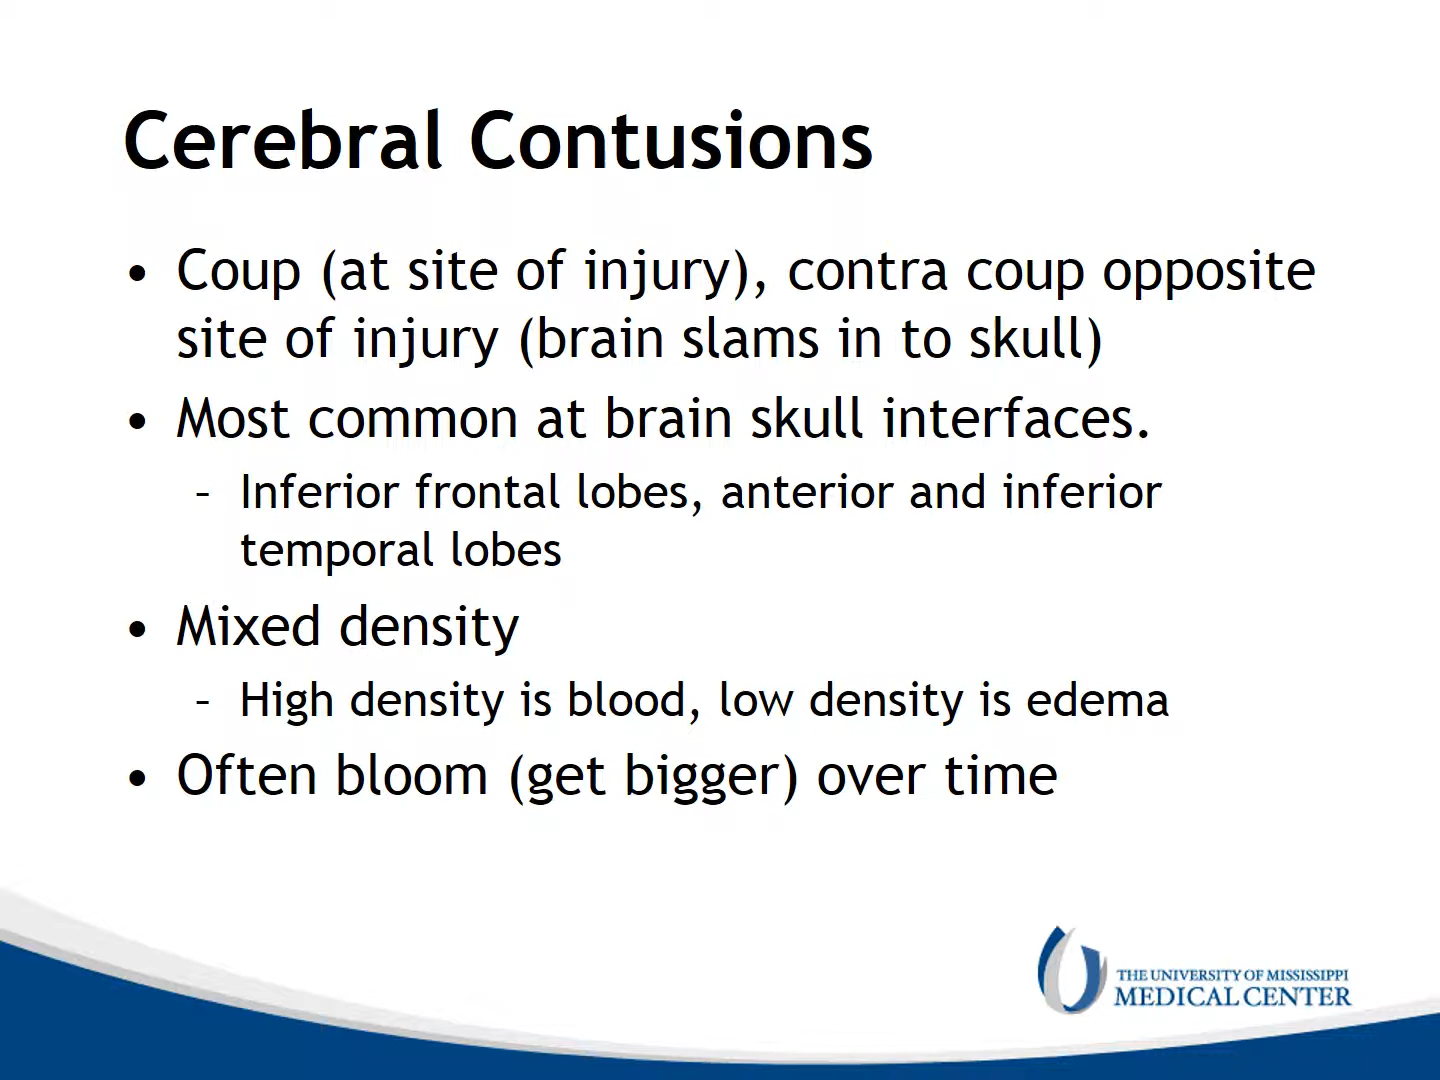 Cerebral Contusions
• Coup (at site of injury), contra coup opposite
site of injury (brain slams in to skull)
• Most common at brain skull interfaces.
– Inferior frontal lobes, anterior and inferior
temporal lobes
• Mixed density
– High density is blood, low density is edema
• Often bloom (get bigger) over time
THE UNIVERSITY OF MISSISSIPPI
MEDICAL CENTER